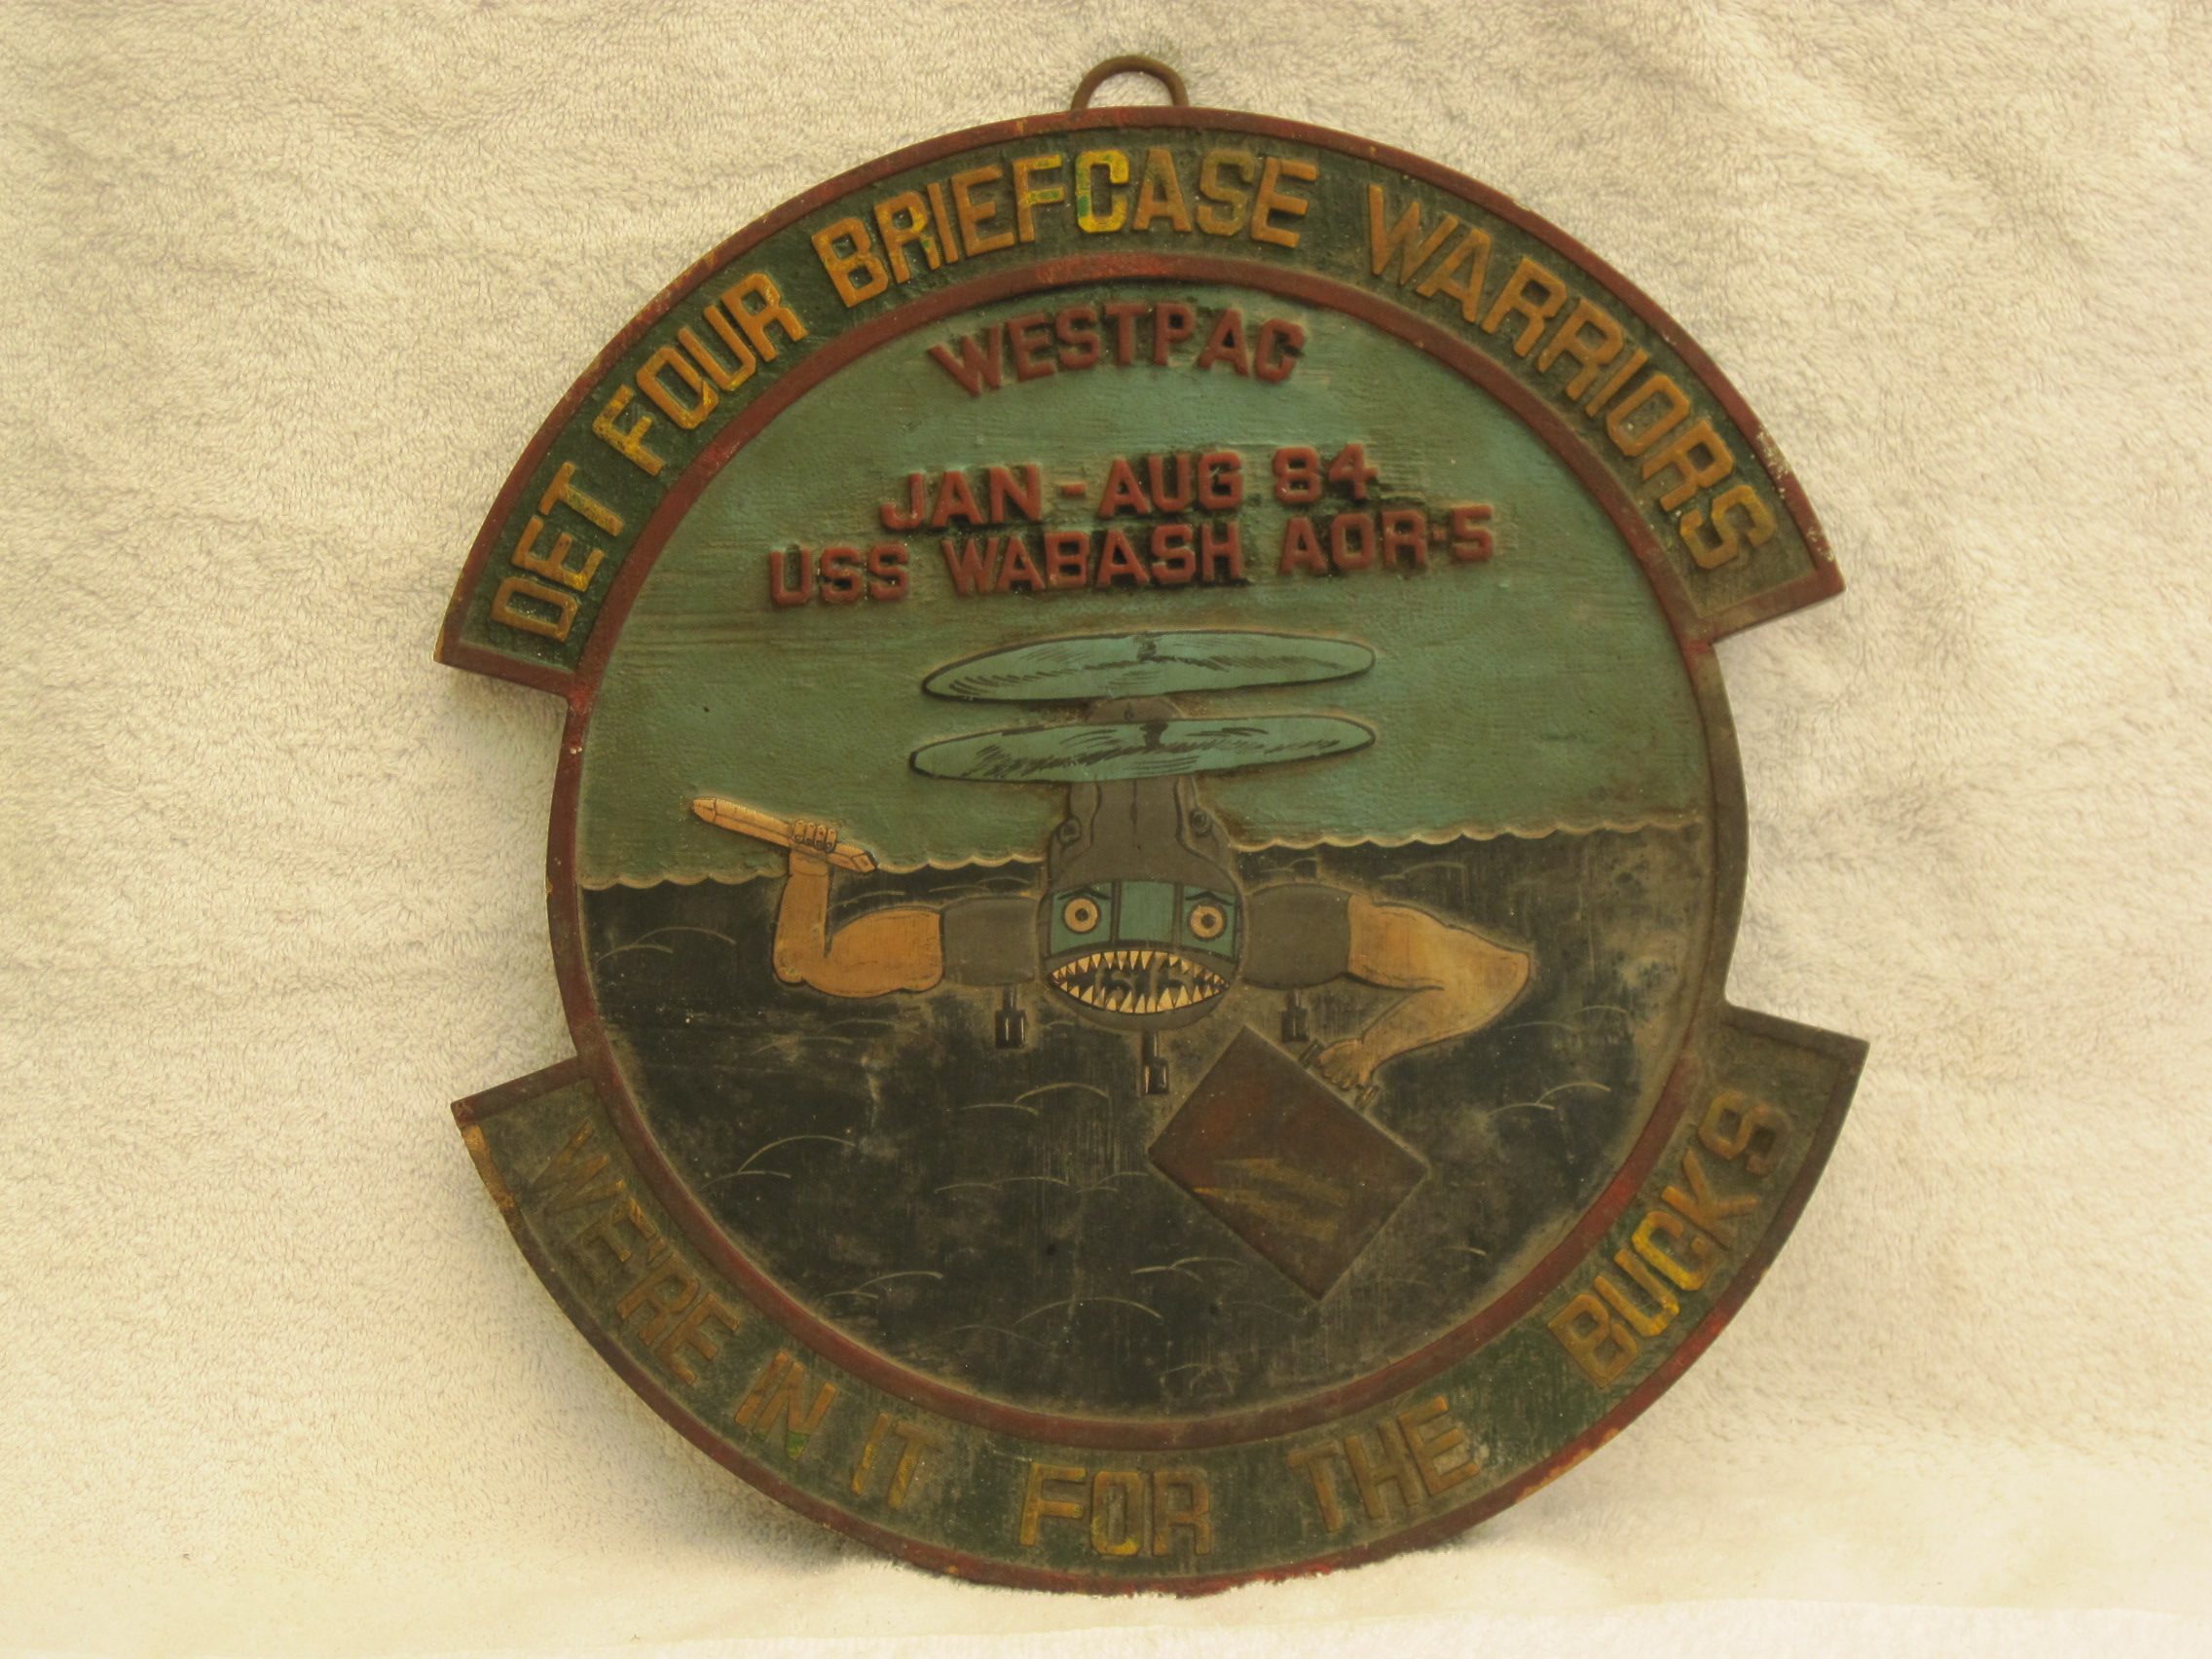 DET FOUR BRIEFCASE WARRIORS
WESTPAC
JAN - AUG 84
USS WABASH AOR-5
WE'RE IN IT FOR THE BUCKS